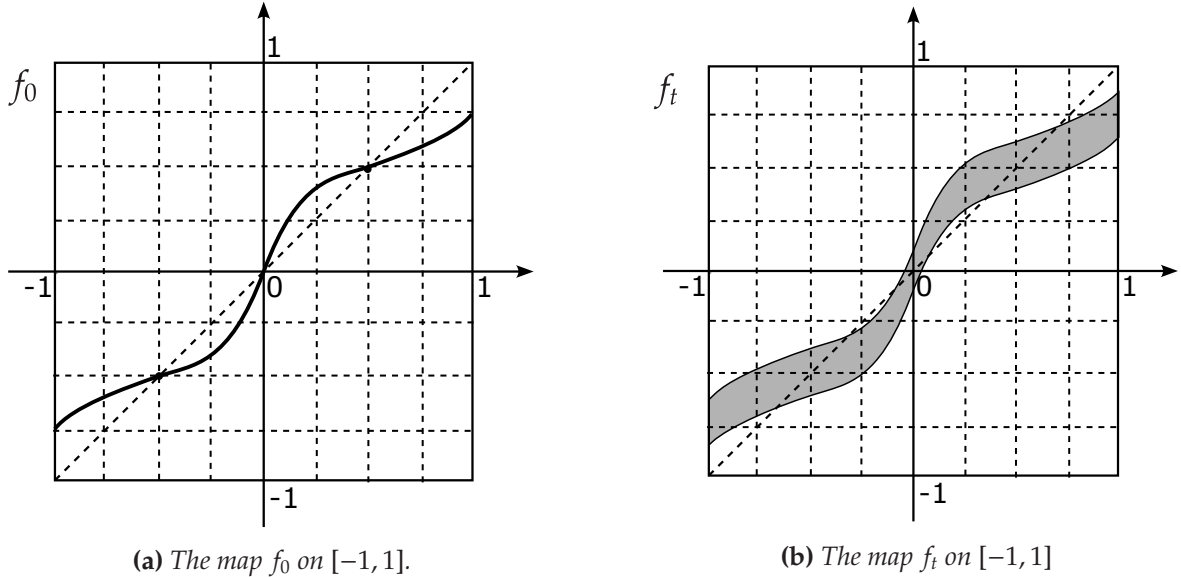 1
f₀
-1
0
1
-1
(a) The map f₀ on [−1, 1].
1
fₜ
-1
0
1
-1
(b) The map fₜ on [−1, 1]